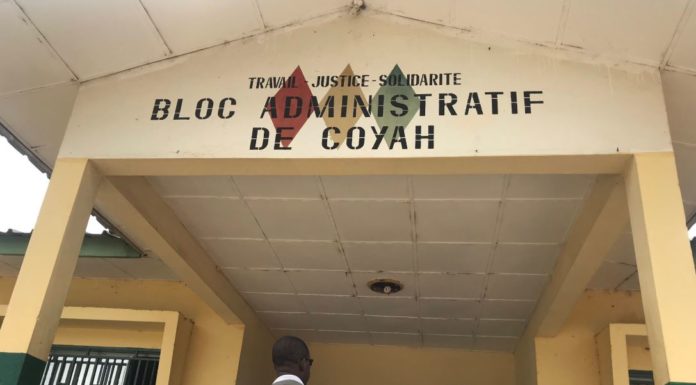 TRAVAIL - JUSTICE - SOLIDARITE
BLOC ADMINISTRATIF
DE COYAH